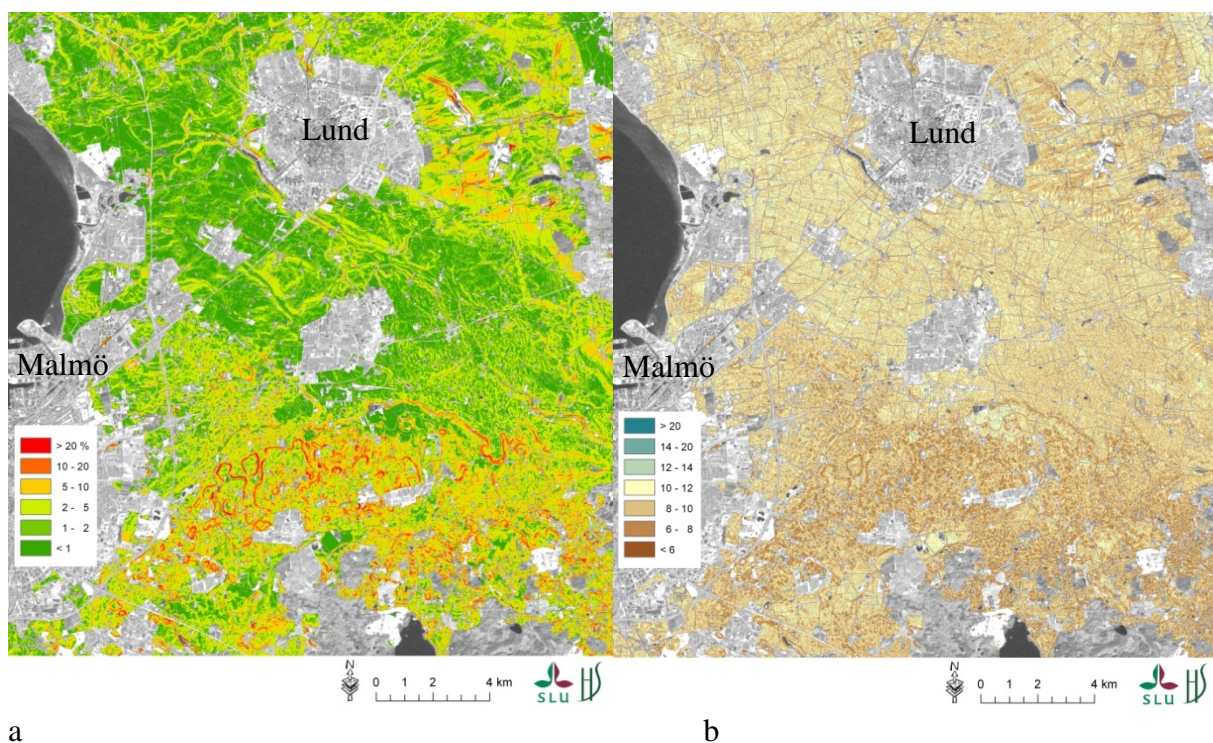 Lund
Malmö
> 20 %
10 - 20
5 - 10
2 - 5
1 - 2
< 1
N
0 1 2 4 km
SLU
HS
a
Lund
Malmö
> 20
14 - 20
12 - 14
10 - 12
8 - 10
6 - 8
< 6
N
0 1 2 4 km
SLU
HS
b